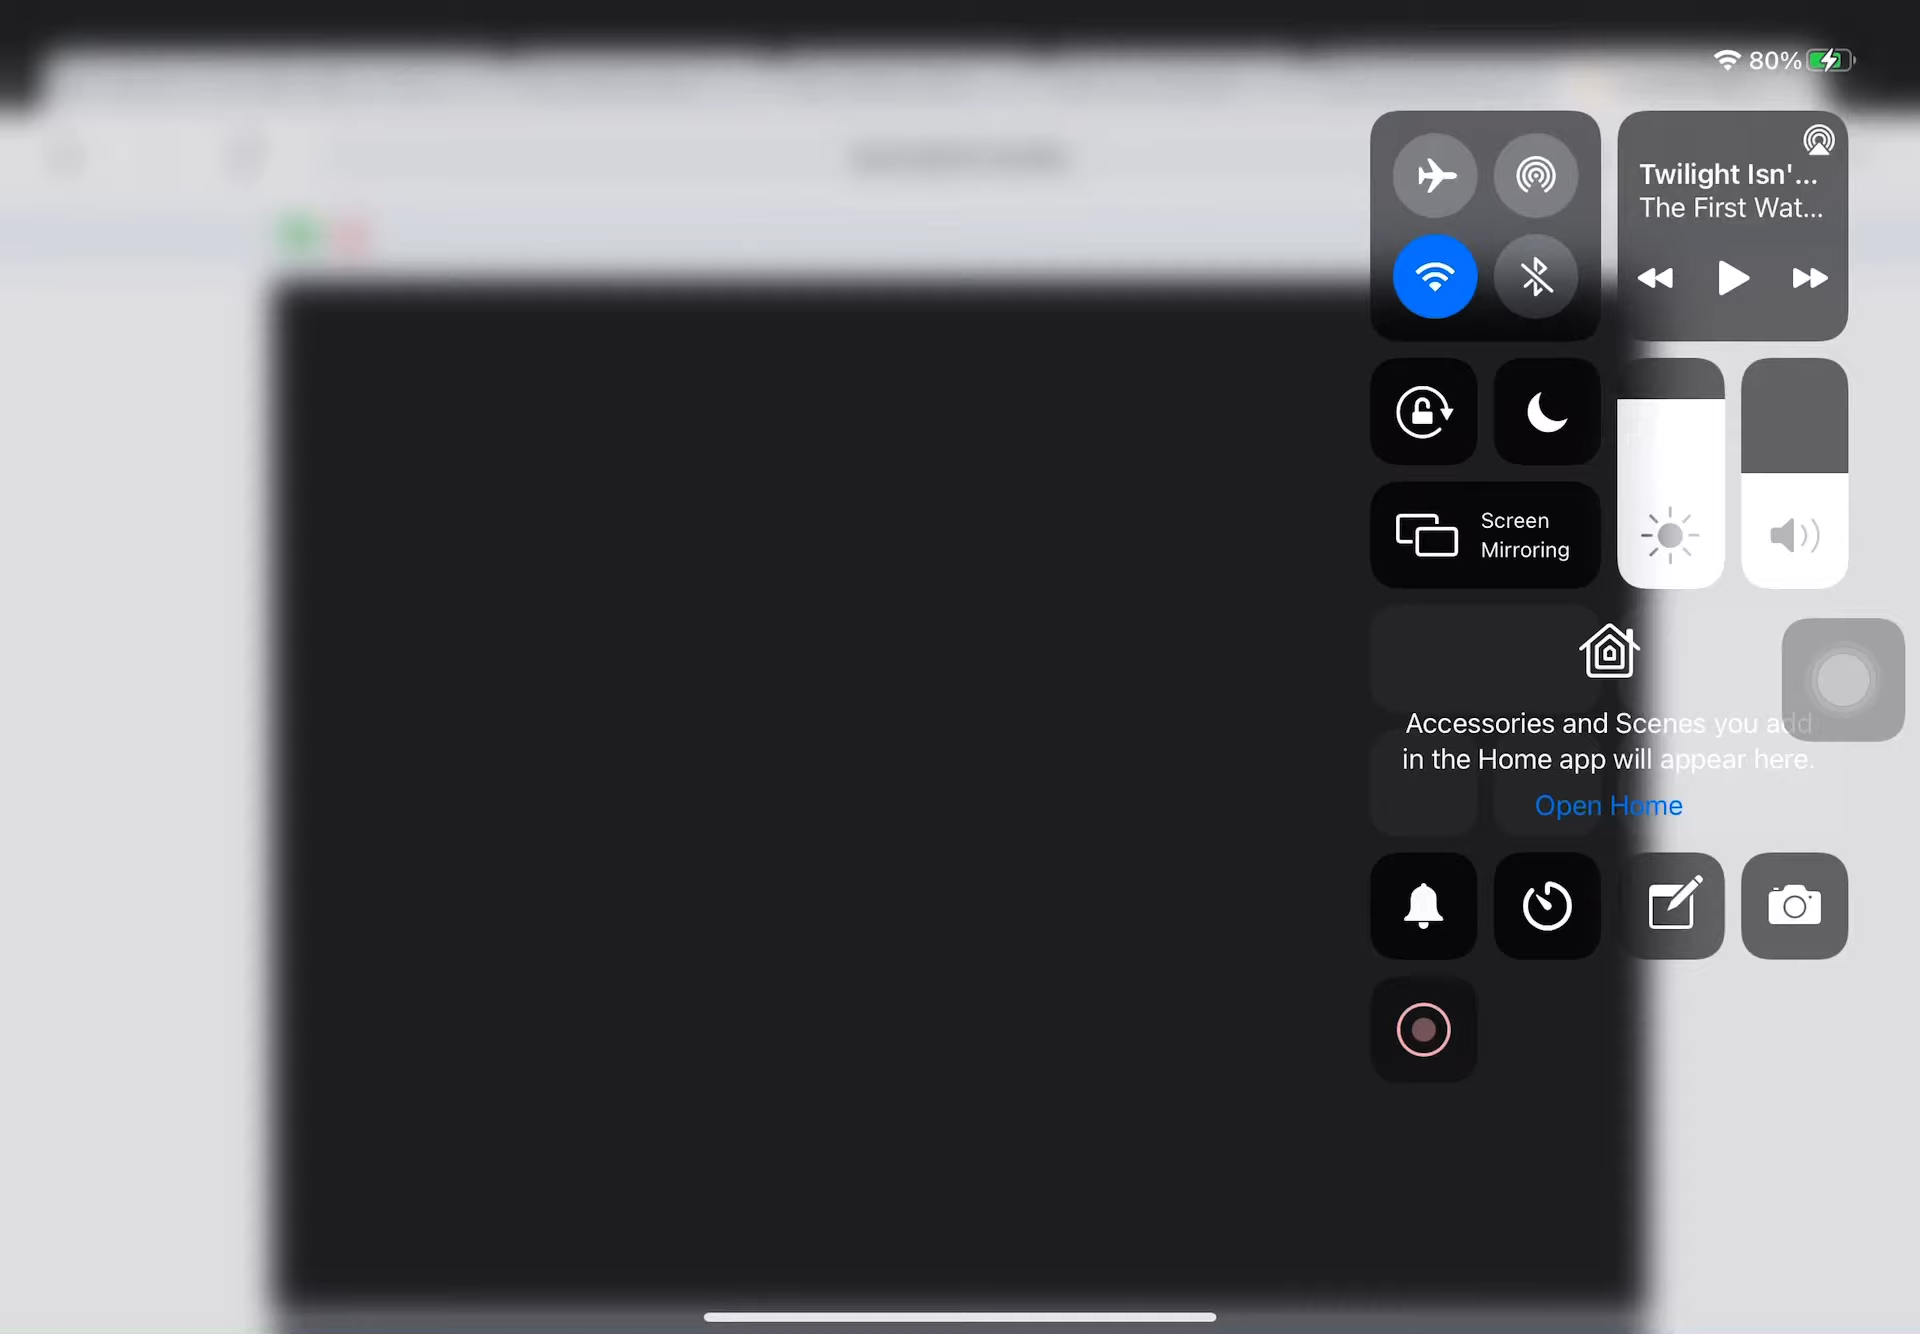 80%
Twilight Isn'...
The First Wat...
Screen
Mirroring
Accessories and Scenes you add
in the Home app will appear here.
Open Home